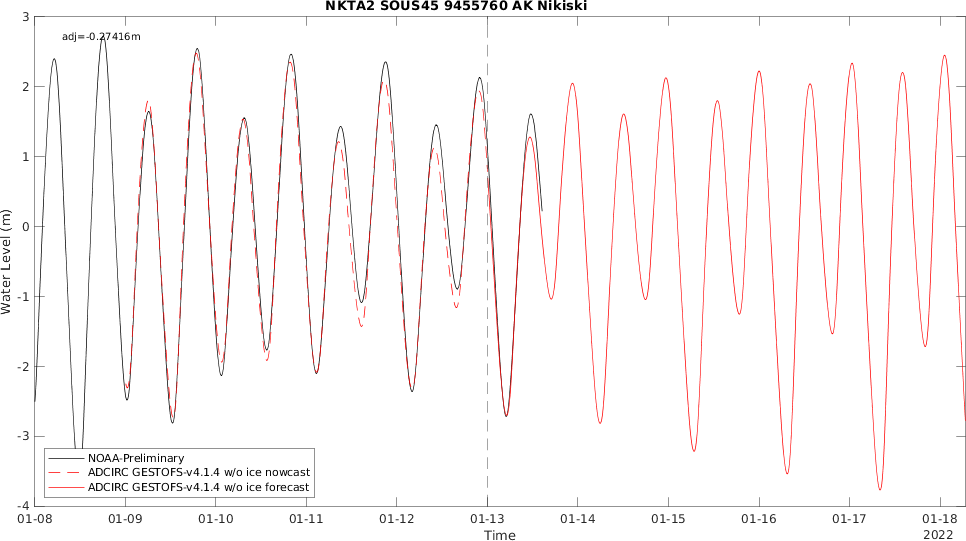 NKTA2 SOUS45 9455760 AK Nikiski
adj=-0.27416m
Water Level (m)
3
2
1
0
-1
-2
-3
-4
NOAA-Preliminary
ADCIRC GESTOFS-v4.1.4 w/o ice nowcast
ADCIRC GESTOFS-v4.1.4 w/o ice forecast
01-08 01-09 01-10 01-11 01-12 01-13 01-14 01-15 01-16 01-17 01-18
Time
2022